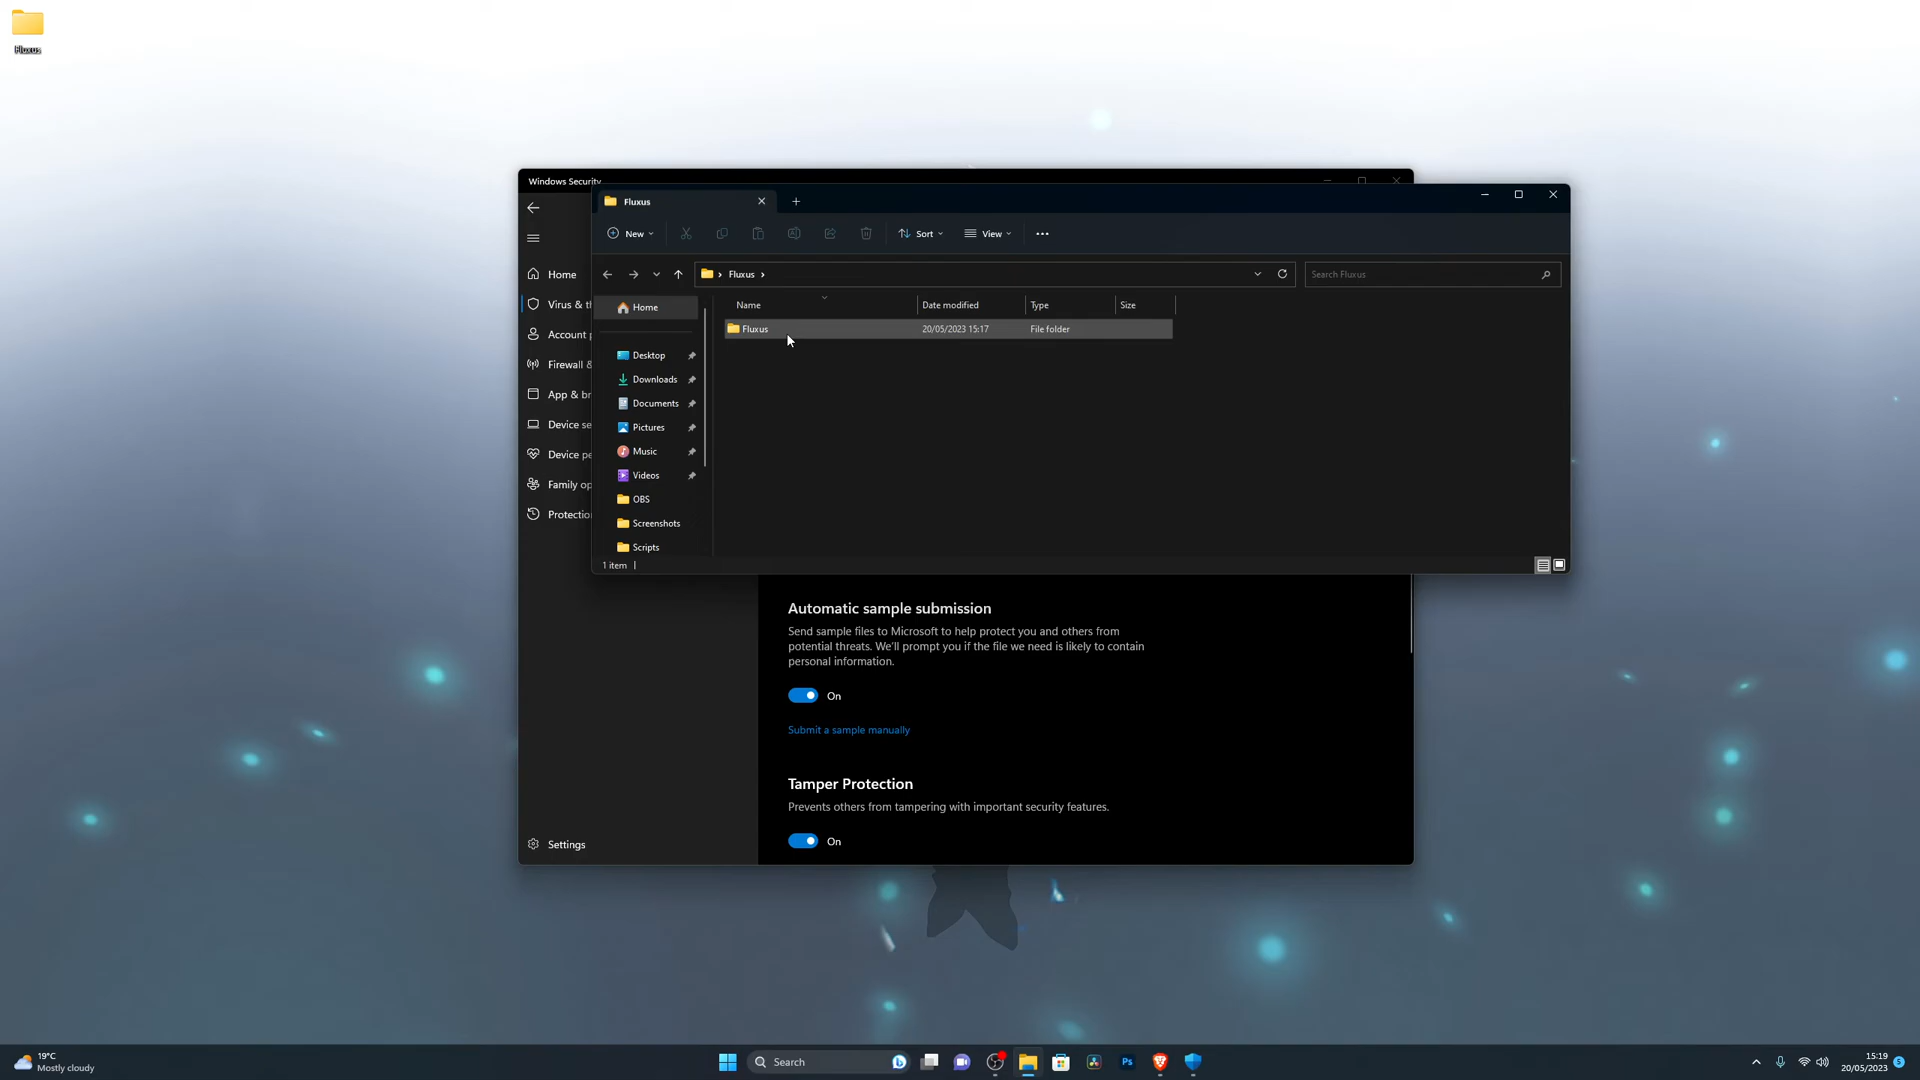 Fluxus
Windows Security
Fluxus
New
Sort
View
Fluxus
Search Fluxus
Home
Virus & th
Account p
Firewall &
App & br
Device se
Device pe
Family op
Protectio
Settings
Home
Desktop
Downloads
Documents
Pictures
Music
Videos
OBS
Screenshots
Scripts
Name Date modified Type Size
Fluxus 20/05/2023 15:17 File folder
1 item
Automatic sample submission
Send sample files to Microsoft to help protect you and others from
potential threats. We'll prompt you if the file we need is likely to contain
personal information.
On
Submit a sample manually
Tamper Protection
Prevents others from tampering with important security features.
On
19°C
Mostly cloudy
Search
Ps
15:19
20/05/2023
5